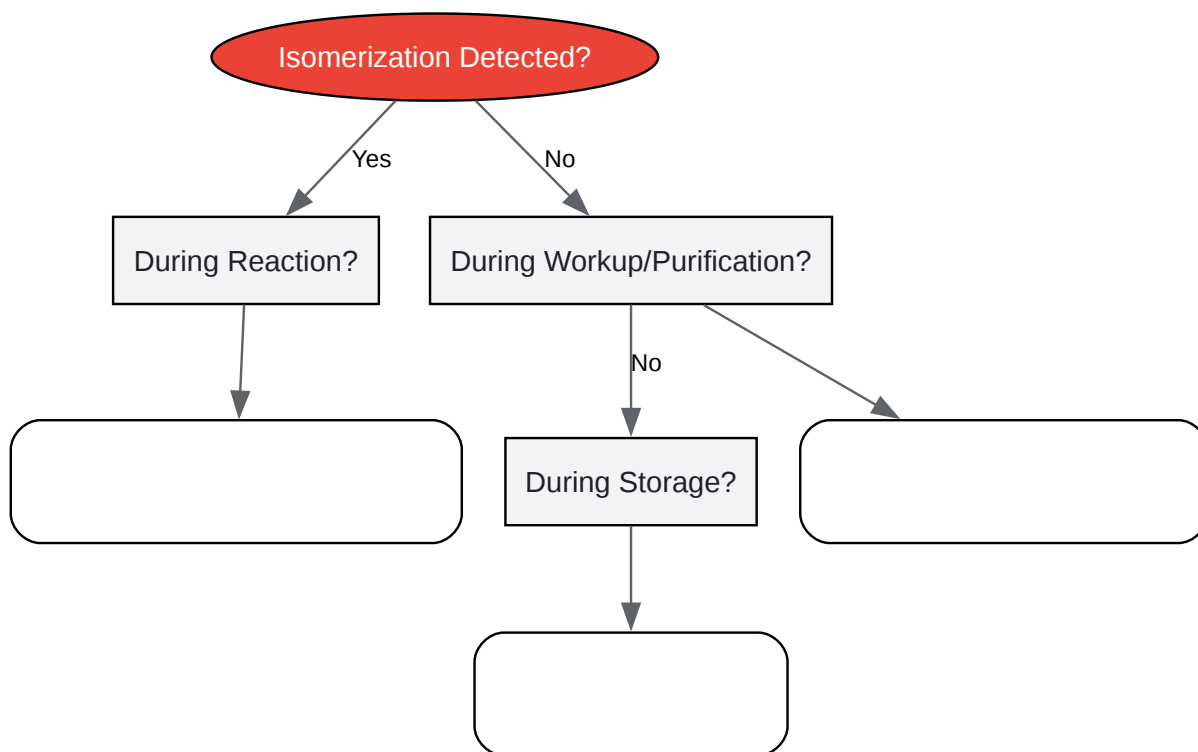 Isomerization Detected?
Yes
No
During Reaction?
During Workup/Purification?
No
During Storage?